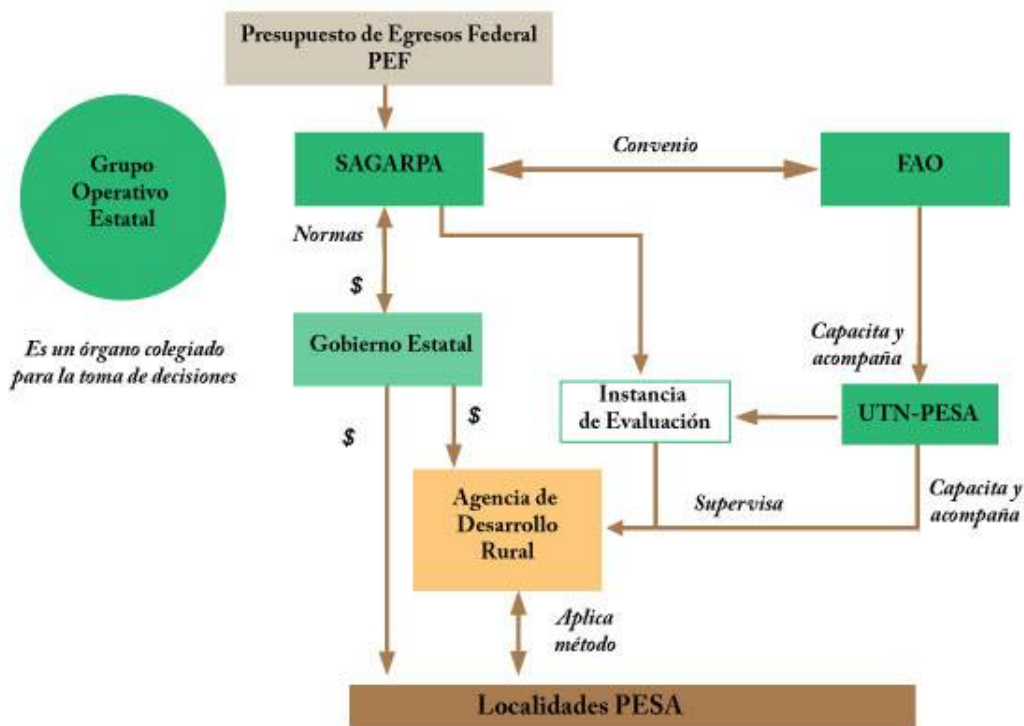 Presupuesto de Egresos Federal
PEF
Grupo
Operativo
Estatal
SAGARPA
Convenio
FAO
Normas
$
Es un órgano colegiado
para la toma de decisiones
Gobierno Estatal
Capacita y
acompaña
Instancia
de Evaluación
UTN-PESA
$
$
Agencia de
Desarrollo
Rural
Supervisa
Capacita y
acompaña
Aplica
método
Localidades PESA